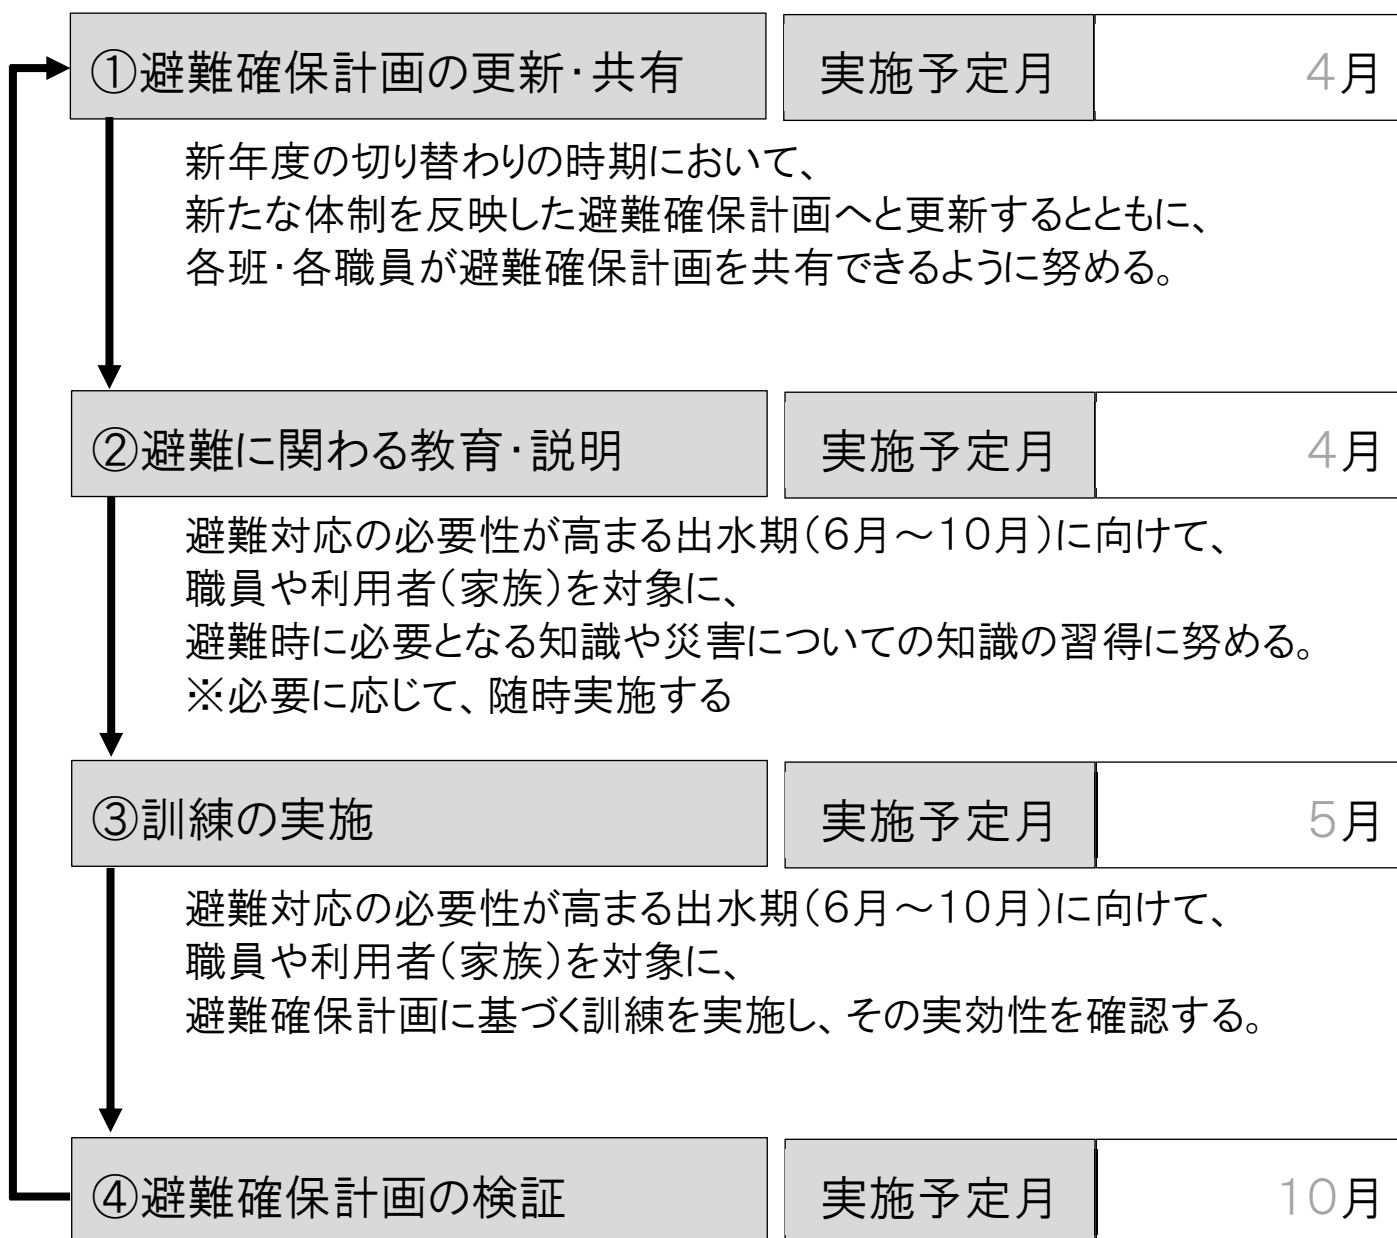 ①避難確保計画の更新・共有 実施予定月 4月
新年度の切り替わりの時期において、
新たな体制を反映した避難確保計画へと更新するとともに、
各班・各職員が避難確保計画を共有できるように努める。
②避難に関わる教育・説明 実施予定月 4月
避難対応の必要性が高まる出水期（６月～１０月）に向けて、
職員や利用者（家族）を対象に、
避難時に必要となる知識や災害についての知識の習得に努める。
※必要に応じて、随時実施する
③訓練の実施 実施予定月 5月
避難対応の必要性が高まる出水期（６月～１０月）に向けて、
職員や利用者（家族）を対象に、
避難確保計画に基づく訓練を実施し、その実効性を確認する。
④避難確保計画の検証 実施予定月 10月